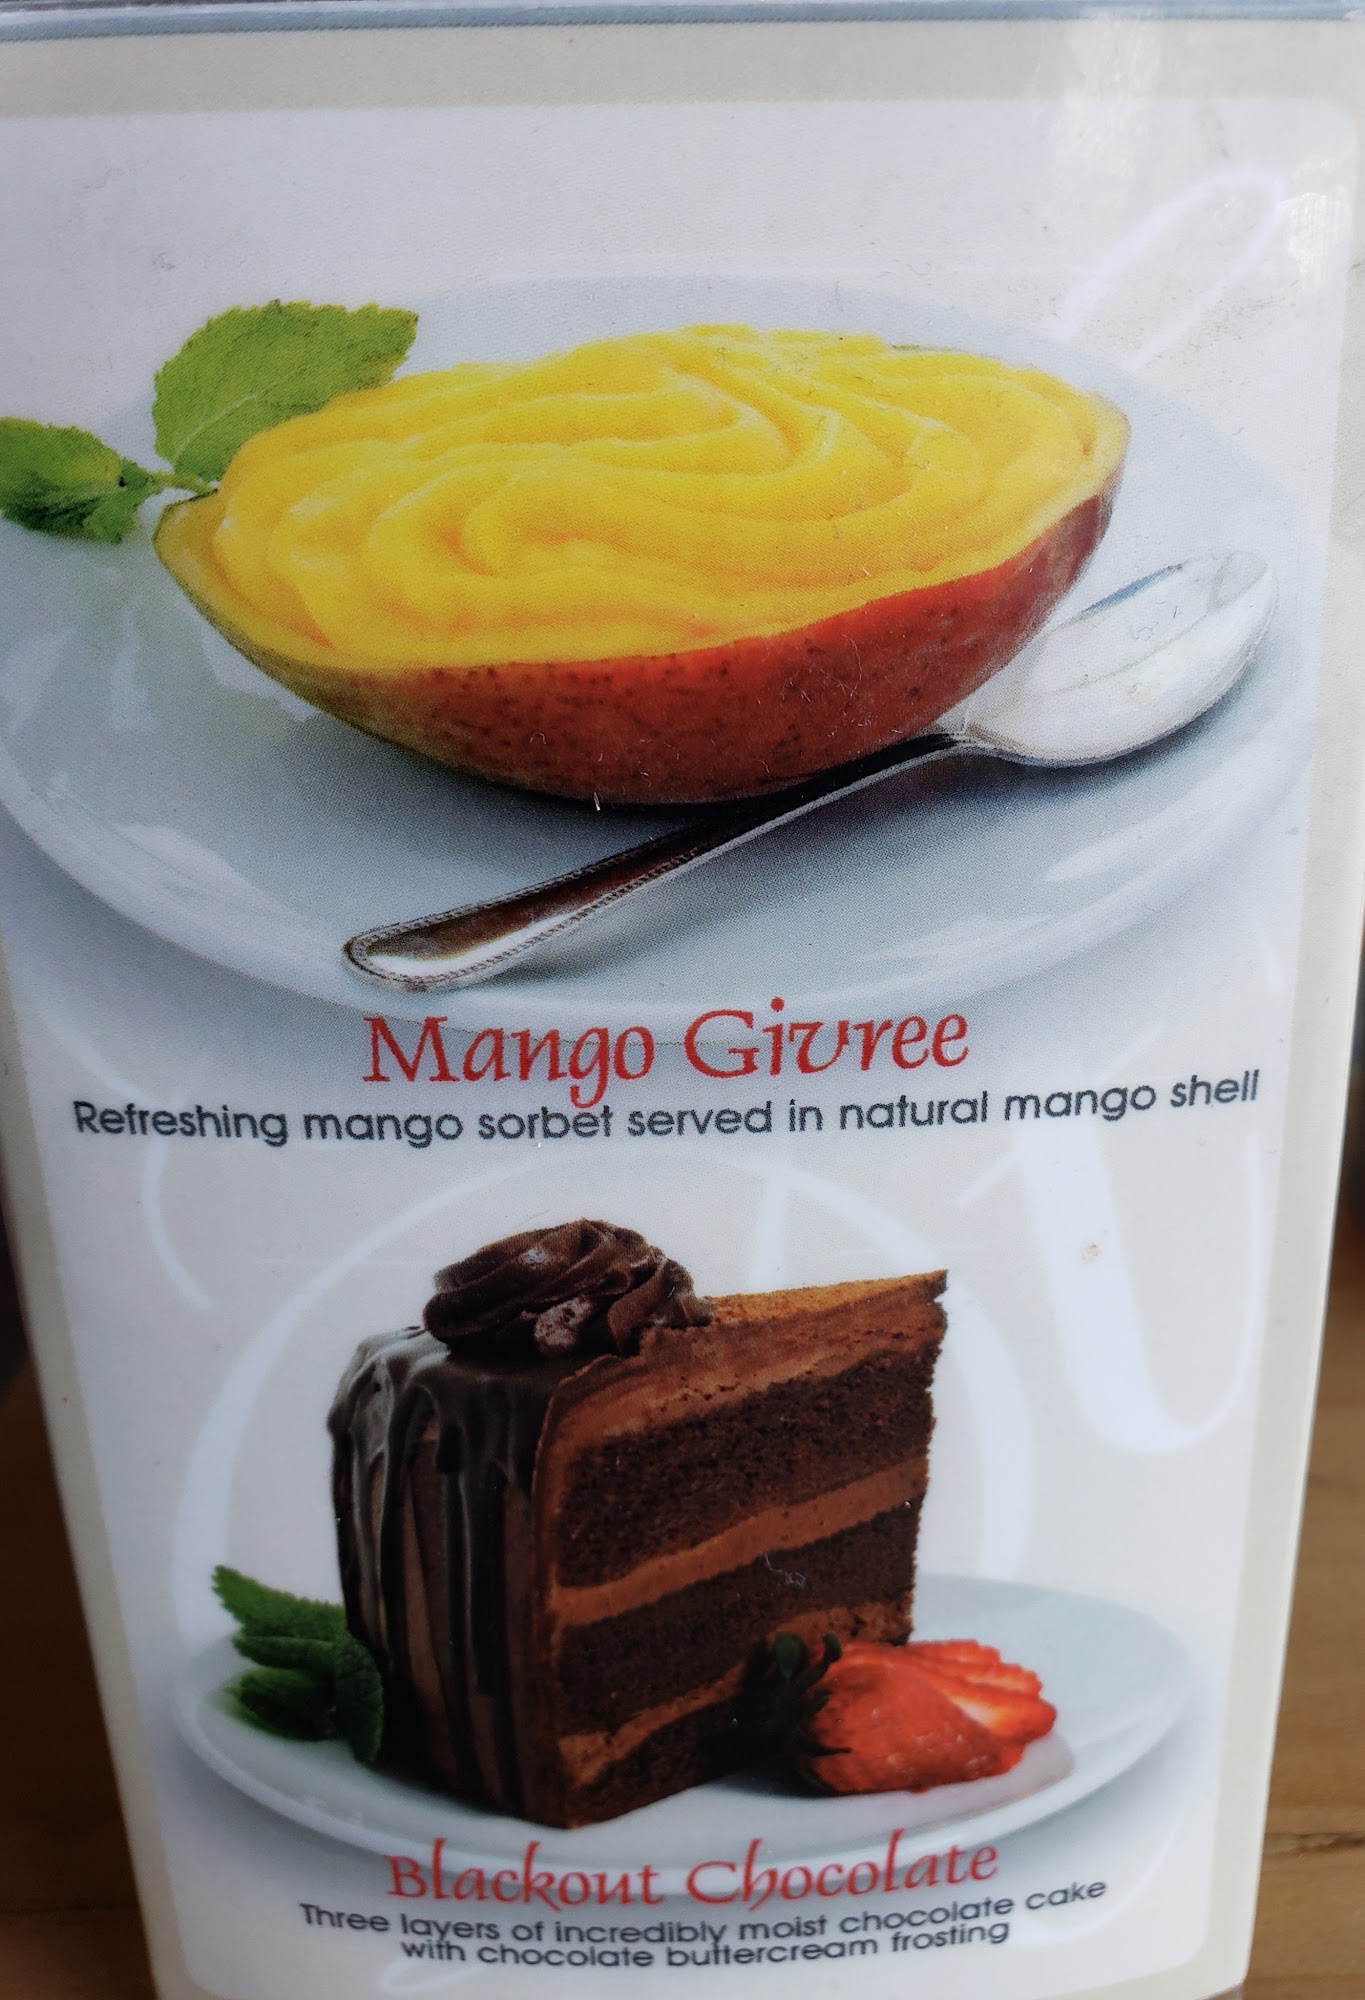 Mango Givree
Refreshing mango sorbet served in natural mango shell
Blackout Chocolate
Three layers of incredibly moist chocolate cake
with chocolate buttercream frosting